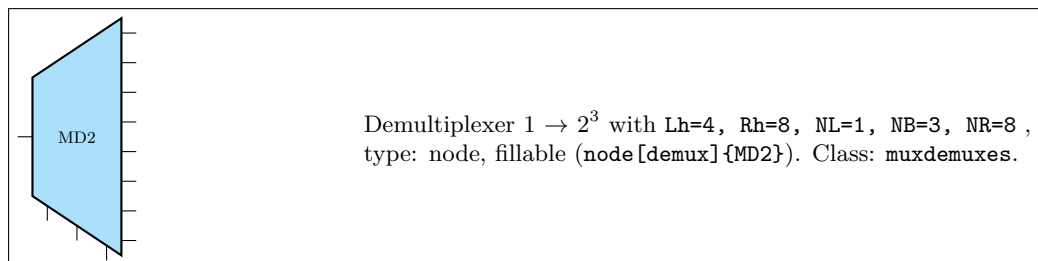 MD2
Demultiplexer 1 → 2³ with Lh=4, Rh=8, NL=1, NB=3, NR=8 ,
type: node, fillable (node[demux]{MD2}). Class: muxdemuxes.